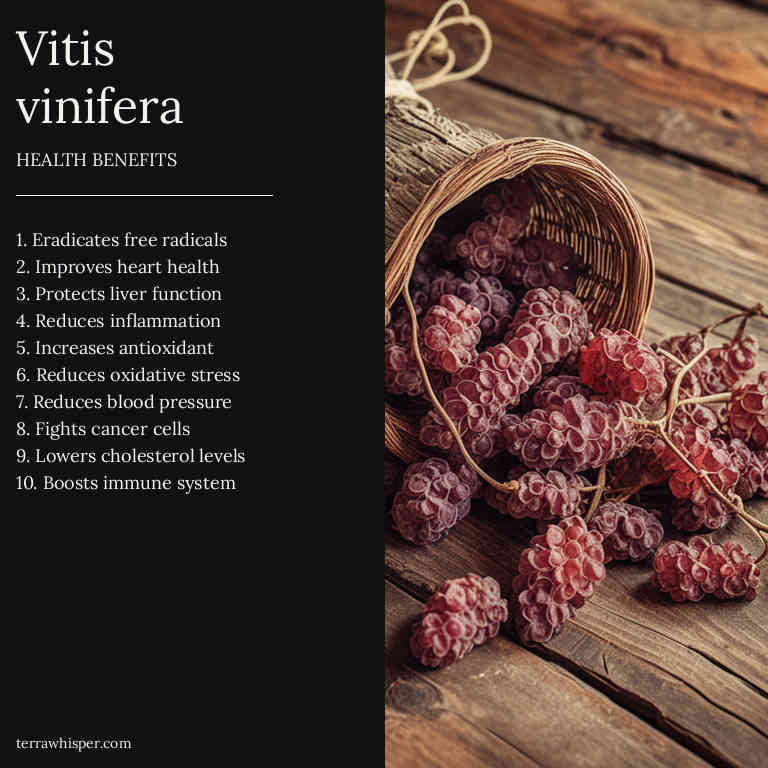 Vitis
vinifera
HEALTH BENEFITS
1. Eradicates free radicals
2. Improves heart health
3. Protects liver function
4. Reduces inflammation
5. Increases antioxidant
6. Reduces oxidative stress
7. Reduces blood pressure
8. Fights cancer cells
9. Lowers cholesterol levels
10. Boosts immune system
terrawhisper.com